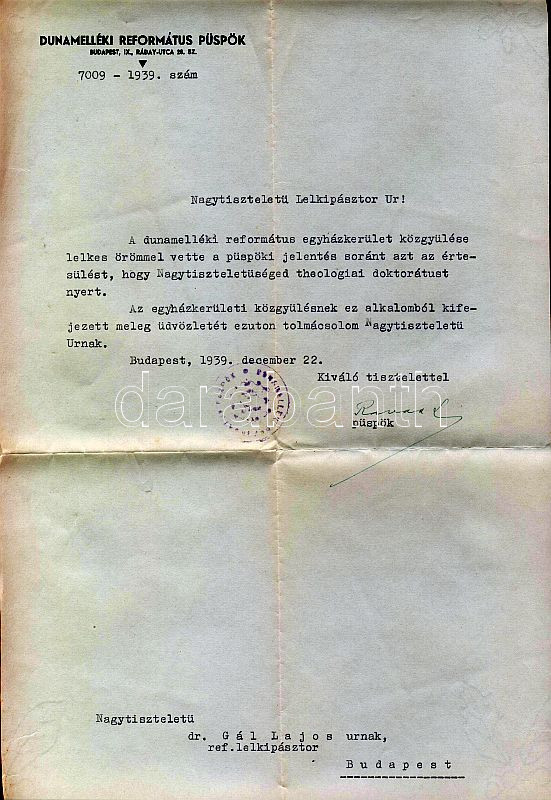 DUNAMELLÉKI REFORMÁTUS PÜSPÖK
BUDAPEST, IX., RÁDAY-UTCA 28. SZ.
7009 - 1939. szám
Nagytiszteletü Lelkipásztor Ur!
A dunamelléki református egyházkerület közgyülése
lelkes örömmel vette a püspöki jelentés soránt azt az érte-
sülést, hogy Nagytiszteletüséged theologiai doktorátust
nyert.
Az egyházkerületi közgyülésnek ez alkalomból kife-
jezett meleg üdvözletét ezuton tolmácsolom Nagytiszteletü
Urnak.
Budapest, 1939. december 22.
Kiváló tisztelettel
darabanth
Ravasz L
püspök
Nagytiszteletü
dr. Gál Lajos urnak,
ref.lelkipásztor
Budapest